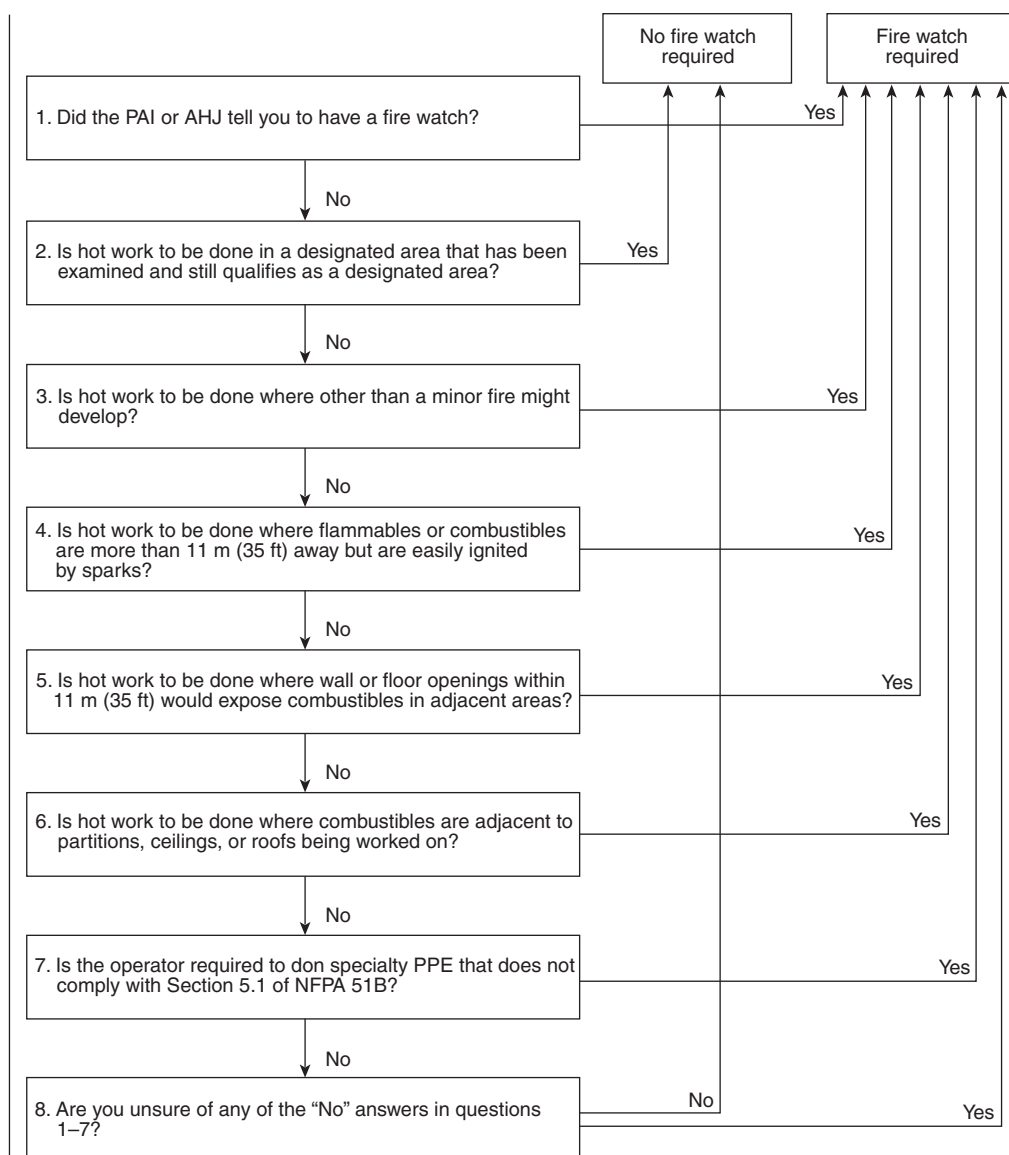 No fire watch
required
Fire watch
required
1. Did the PAI or AHJ tell you to have a fire watch?
Yes
No
2. Is hot work to be done in a designated area that has been
examined and still qualifies as a designated area?
Yes
No
3. Is hot work to be done where other than a minor fire might
develop?
Yes
No
4. Is hot work to be done where flammables or combustibles
are more than 11 m (35 ft) away but are easily ignited
by sparks?
Yes
No
5. Is hot work to be done where wall or floor openings within
11 m (35 ft) would expose combustibles in adjacent areas?
Yes
No
6. Is hot work to be done where combustibles are adjacent to
partitions, ceilings, or roofs being worked on?
Yes
No
7. Is the operator required to don specialty PPE that does not
comply with Section 5.1 of NFPA 51B?
Yes
No
8. Are you unsure of any of the “No” answers in questions
1–7?
No
Yes